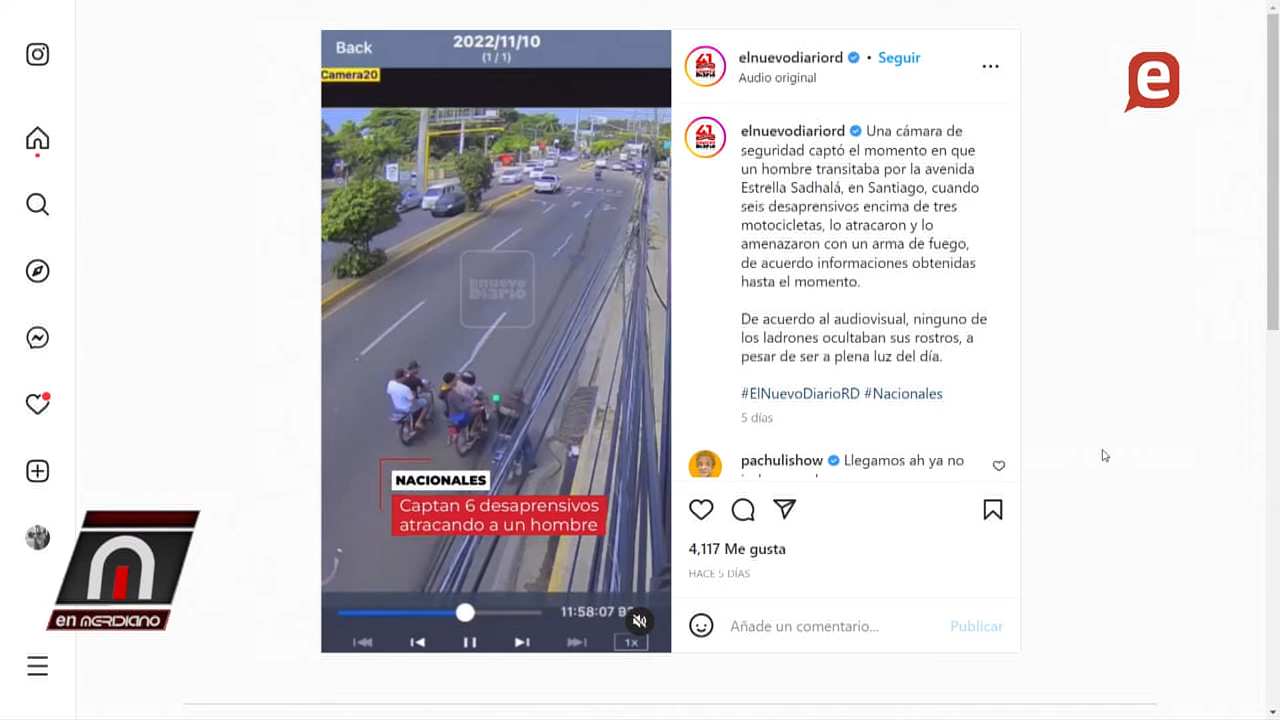 Back
2022/11/10
(1 / 1)
Camera20
Enuevo
Diario
NACIONALES
Captan 6 desaprensivos
atracando a un hombre
11:58:07
1x
elnuevodiariord • Seguir
Audio original
elnuevodiariord Una cámara de
seguridad captó el momento en que
un hombre transitaba por la avenida
Estrella Sadhalá, en Santiago, cuando
seis desaprensivos encima de tres
motocicletas, lo atracaron y lo
amenazaron con un arma de fuego,
de acuerdo informaciones obtenidas
hasta el momento.
De acuerdo al audiovisual, ninguno de
los ladrones ocultaban sus rostros, a
pesar de ser a plena luz del día.
#ElNuevoDiarioRD #Nacionales
5 días
pachulishow Llegamos ah ya no
4,117 Me gusta
HACE 5 DÍAS
Añade un comentario...
Publicar
e
en MERDIANO